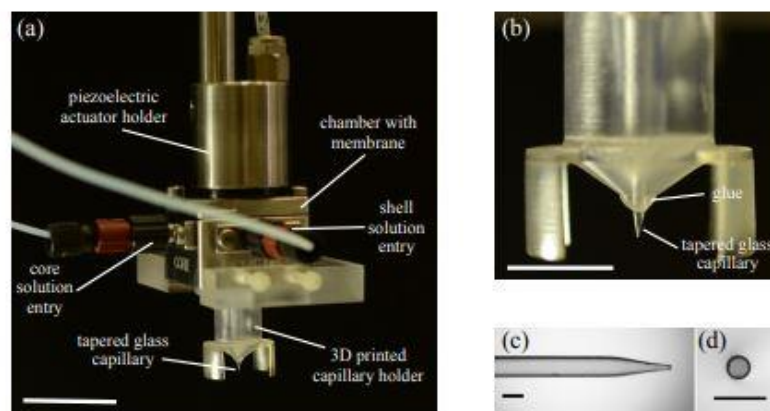 (a)
piezoelectric
actuator holder
chamber with
membrane
shell
solution
entry
core
solution
entry
CORE
tapered glass
capillary
3D printed
capillary holder
(b)
glue
tapered glass
capillary
(c)
(d)